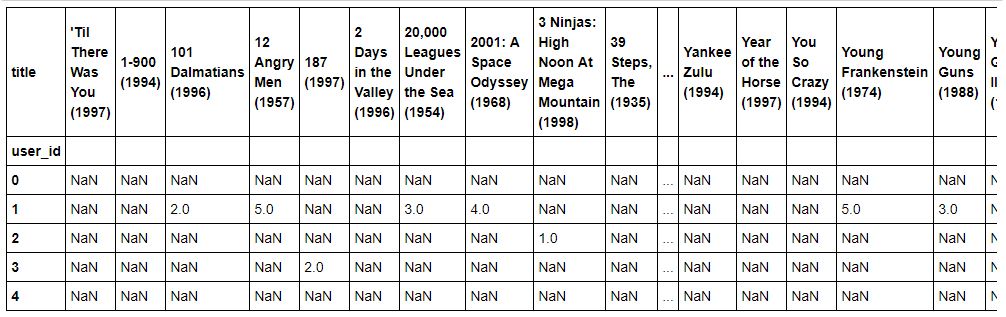 title 'Til There Was You (1997) 1-900 (1994) 101 Dalmatians (1996) 12 Angry Men (1957) 187 (1997) 2 Days in the Valley (1996) 20,000 Leagues Under the Sea (1954) 2001: A Space Odyssey (1968) 3 Ninjas: High Noon At Mega Mountain (1998) 39 Steps, The (1935) ... Yankee Zulu (1994) Year of the Horse (1997) You So Crazy (1994) Young Frankenstein (1974) Young Guns (1988)
user_id
0 NaN NaN NaN NaN NaN NaN NaN NaN NaN NaN ... NaN NaN NaN NaN NaN
1 NaN NaN 2.0 5.0 NaN NaN 3.0 4.0 NaN NaN ... NaN NaN NaN 5.0 3.0
2 NaN NaN NaN NaN NaN NaN NaN NaN 1.0 NaN ... NaN NaN NaN NaN NaN
3 NaN NaN NaN NaN 2.0 NaN NaN NaN NaN NaN ... NaN NaN NaN NaN NaN
4 NaN NaN NaN NaN NaN NaN NaN NaN NaN NaN ... NaN NaN NaN NaN NaN